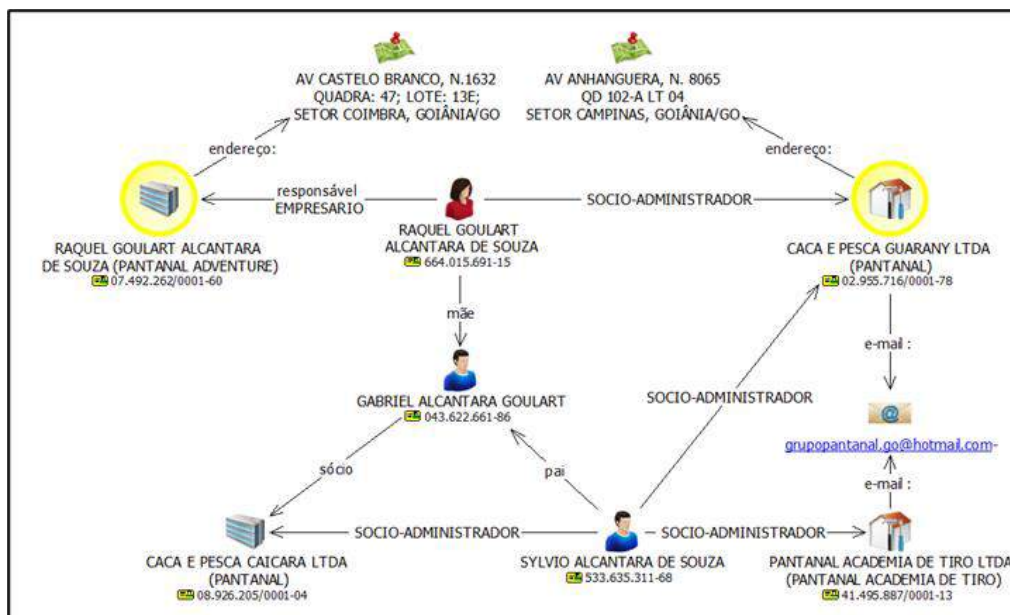 AV CASTELO BRANCO, N.1632
QUADRA: 47; LOTE: 13E;
SETOR COIMBRA, GOIÂNIA/GO
AV ANHANGUERA, N. 8065
QD 102-A LT 04
SETOR CAMPINAS, GOIÂNIA/GO
endereço:
endereço:
responsável
EMPRESARIO
SOCIO-ADMINISTRADOR
RAQUEL GOULART ALCANTARA
DE SOUZA (PANTANAL ADVENTURE)
07.492.262/0001-60
RAQUEL GOULART
ALCANTARA DE SOUZA
664.015.691-15
CACA E PESCA GUARANY LTDA
(PANTANAL)
02.955.716/0001-78
mãe
e-mail :
GABRIEL ALCANTARA GOULART
043.622.661-86
SOCIO-ADMINISTRADOR
grupopantanal.go@hotmail.com-
sócio
pai
e-mail :
SOCIO-ADMINISTRADOR
SOCIO-ADMINISTRADOR
CACA E PESCA CAICARA LTDA
(PANTANAL)
08.926.205/0001-04
SYLVIO ALCANTARA DE SOUZA
533.635.311-68
PANTANAL ACADEMIA DE TIRO LTDA
(PANTANAL ACADEMIA DE TIRO)
41.495.887/0001-13